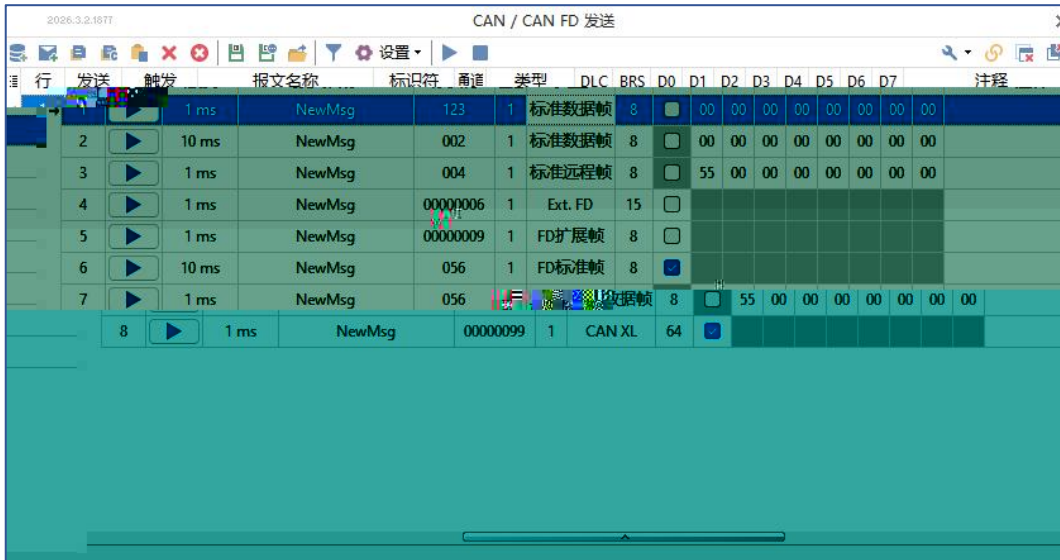 2026.3.2.1877
CAN / CAN FD 发送
设置
行 发送 触发 报文名称 标识符 通道 类型 DLC BRS D0 D1 D2 D3 D4 D5 D6 D7 注释
1 1 ms NewMsg 123 1 标准数据帧 8 00 00 00 00 00 00 00 00
2 10 ms NewMsg 002 1 标准数据帧 8 00 00 00 00 00 00 00 00
3 1 ms NewMsg 004 1 标准远程帧 8 55 00 00 00 00 00 00 00
4 1 ms NewMsg 00000006 1 Ext. FD 15
5 1 ms NewMsg 00000009 1 FD扩展帧 8
6 10 ms NewMsg 056 1 FD标准帧 8
7 1 ms NewMsg 056 数据帧 8 55 00 00 00 00 00 00 00
8 1 ms NewMsg 00000099 1 CAN XL 64